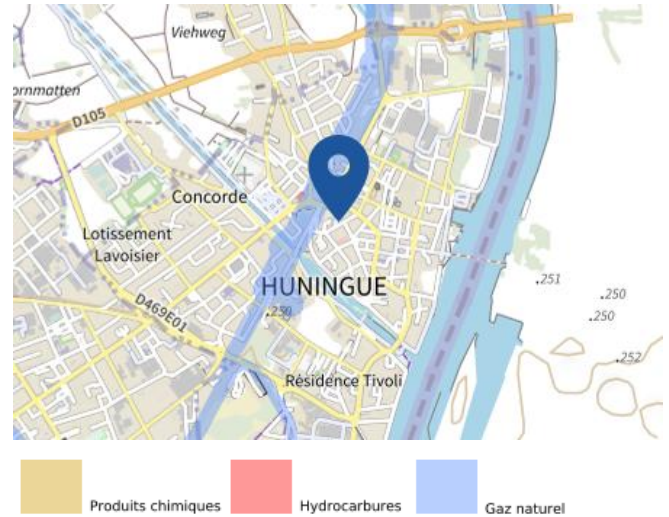 Viehweg
ornmatten
D105
Concorde
Lotissement
Lavoisier
HUNINGUE
D469E01
.250
.251
.250
.250
.252
Résidence Tivoli
Produits chimiques
Hydrocarbures
Gaz naturel